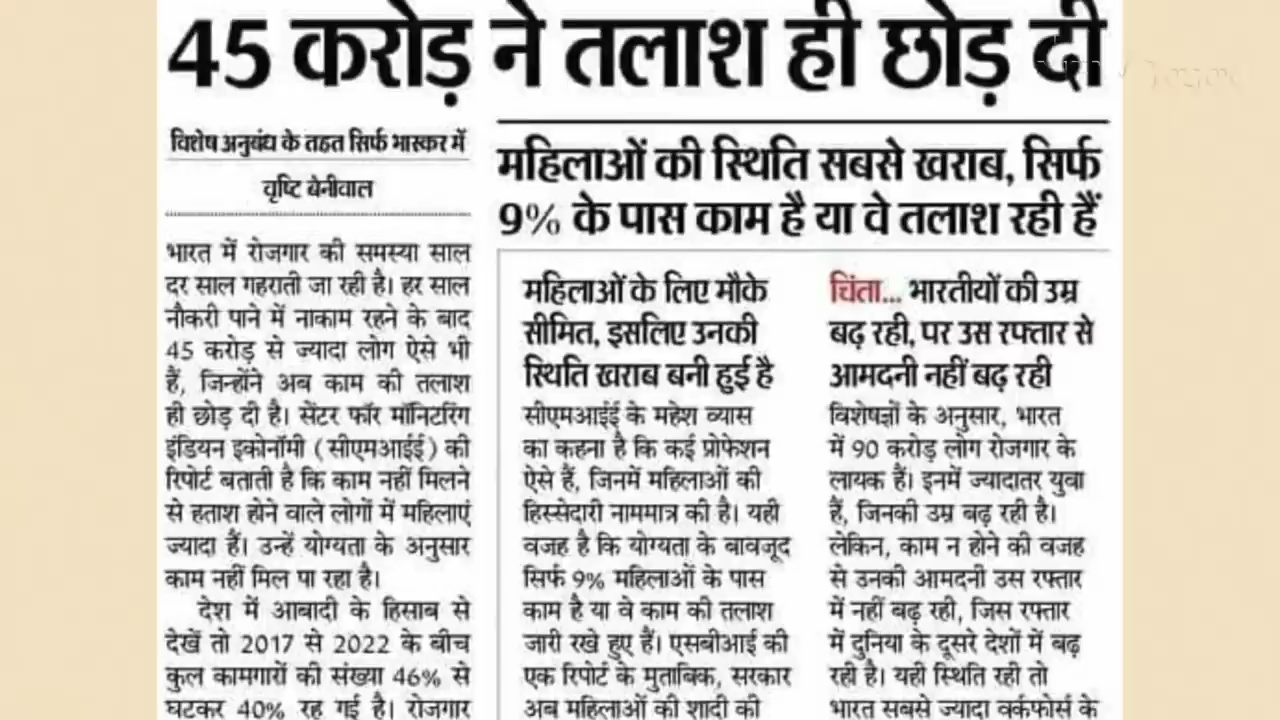 45 करोड़ ने तलाश ही छोड़ दी
विशेष अनुबंध के तहत सिर्फ भास्कर में
वृष्टि बेनीवाल
भारत में रोजगार की समस्या साल
दर साल गहराती जा रही है। हर साल
नौकरी पाने में नाकाम रहने के बाद
45 करोड़ से ज्यादा लोग ऐसे भी
हैं, जिन्होंने अब काम की तलाश
ही छोड़ दी है। सेंटर फॉर मॉनिटरिंग
इंडियन इकोनॉमी (सीएमआईई) की
रिपोर्ट बताती है कि काम नहीं मिलने
से हताश होने वाले लोगों में महिलाएं
ज्यादा हैं। उन्हें योग्यता के अनुसार
काम नहीं मिल पा रहा है।
देश में आबादी के हिसाब से
देखें तो 2017 से 2022 के बीच
कुल कामगारों की संख्या 46% से
घटकर 40% रह गई है। रोजगार
महिलाओं की स्थिति सबसे खराब, सिर्फ
9% के पास काम है या वे तलाश रही हैं
महिलाओं के लिए मौके
सीमित, इसलिए उनकी
स्थिति खराब बनी हुई है
सीएमआईई के महेश व्यास
का कहना है कि कई प्रोफेशन
ऐसे हैं, जिनमें महिलाओं की
हिस्सेदारी नाममात्र की है। यही
वजह है कि योग्यता के बावजूद
सिर्फ 9% महिलाओं के पास
काम है या वे काम की तलाश
जारी रखे हुए हैं। एसबीआई की
एक रिपोर्ट के मुताबिक, सरकार
अब महिलाओं की शादी की
चिंता... भारतीयों की उम्र
बढ़ रही, पर उस रफ्तार से
आमदनी नहीं बढ़ रही
विशेषज्ञों के अनुसार, भारत
में 90 करोड़ लोग रोजगार के
लायक हैं। इनमें ज्यादातर युवा
हैं, जिनकी उम्र बढ़ रही है।
लेकिन, काम न होने की वजह
से उनकी आमदनी उस रफ्तार
में नहीं बढ़ रही, जिस रफ्तार
में दुनिया के दूसरे देशों में बढ़
रही है। यही स्थिति रही तो
भारत सबसे ज्यादा वर्कफोर्स के